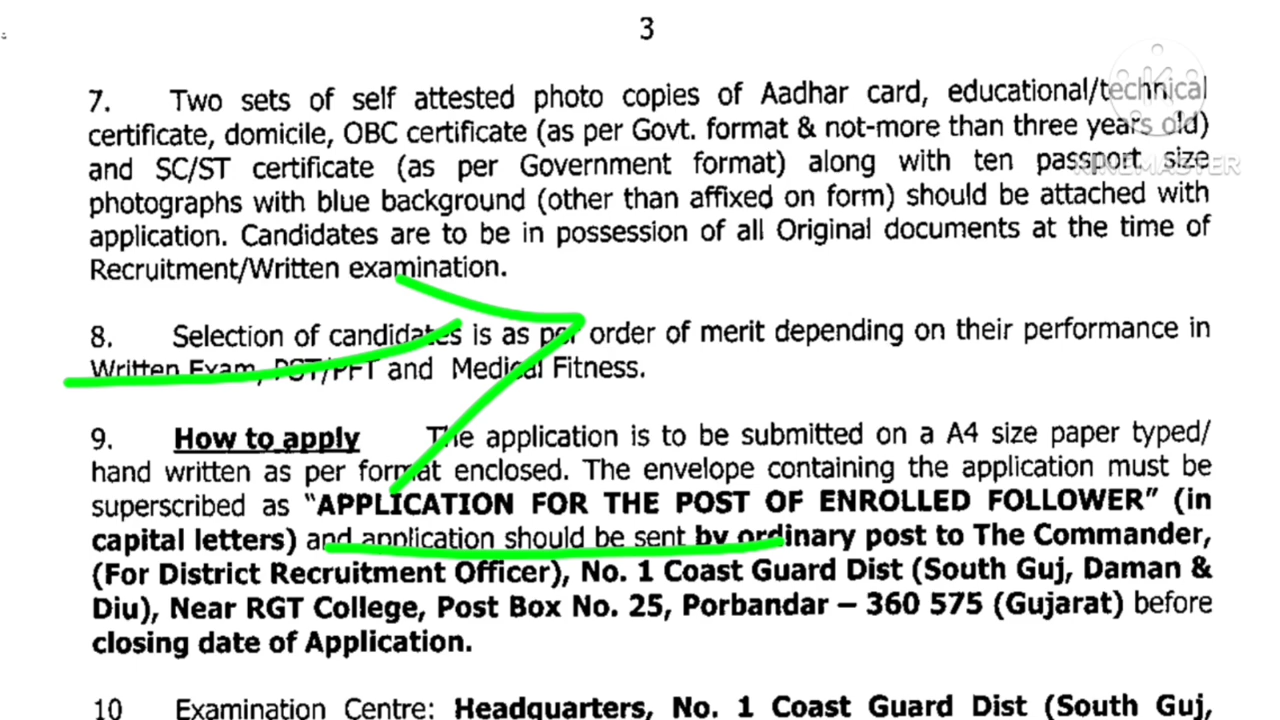 3
7. Two sets of self attested photo copies of Aadhar card, educational/technical
certificate, domicile, OBC certificate (as per Govt. format & not-more than three years old)
and SC/ST certificate (as per Government format) along with ten passport size
KINEMASTER
photographs with blue background (other than affixed on form) should be attached with
application. Candidates are to be in possession of all Original documents at the time of
Recruitment/Written examination.
8. Selection of candidates is as per order of merit depending on their performance in
Written Exam, PST/PFT and Medical Fitness.
9. How to apply The application is to be submitted on a A4 size paper typed/
hand written as per format enclosed. The envelope containing the application must be
superscribed as "APPLICATION FOR THE POST OF ENROLLED FOLLOWER" (in
capital letters) and application should be sent by ordinary post to The Commander,
(For District Recruitment Officer), No. 1 Coast Guard Dist (South Guj, Daman &
Diu), Near RGT College, Post Box No. 25, Porbandar – 360 575 (Gujarat) before
closing date of Application.
10 Examination Centre: Headquarters, No. 1 Coast Guard Dist (South Guj,